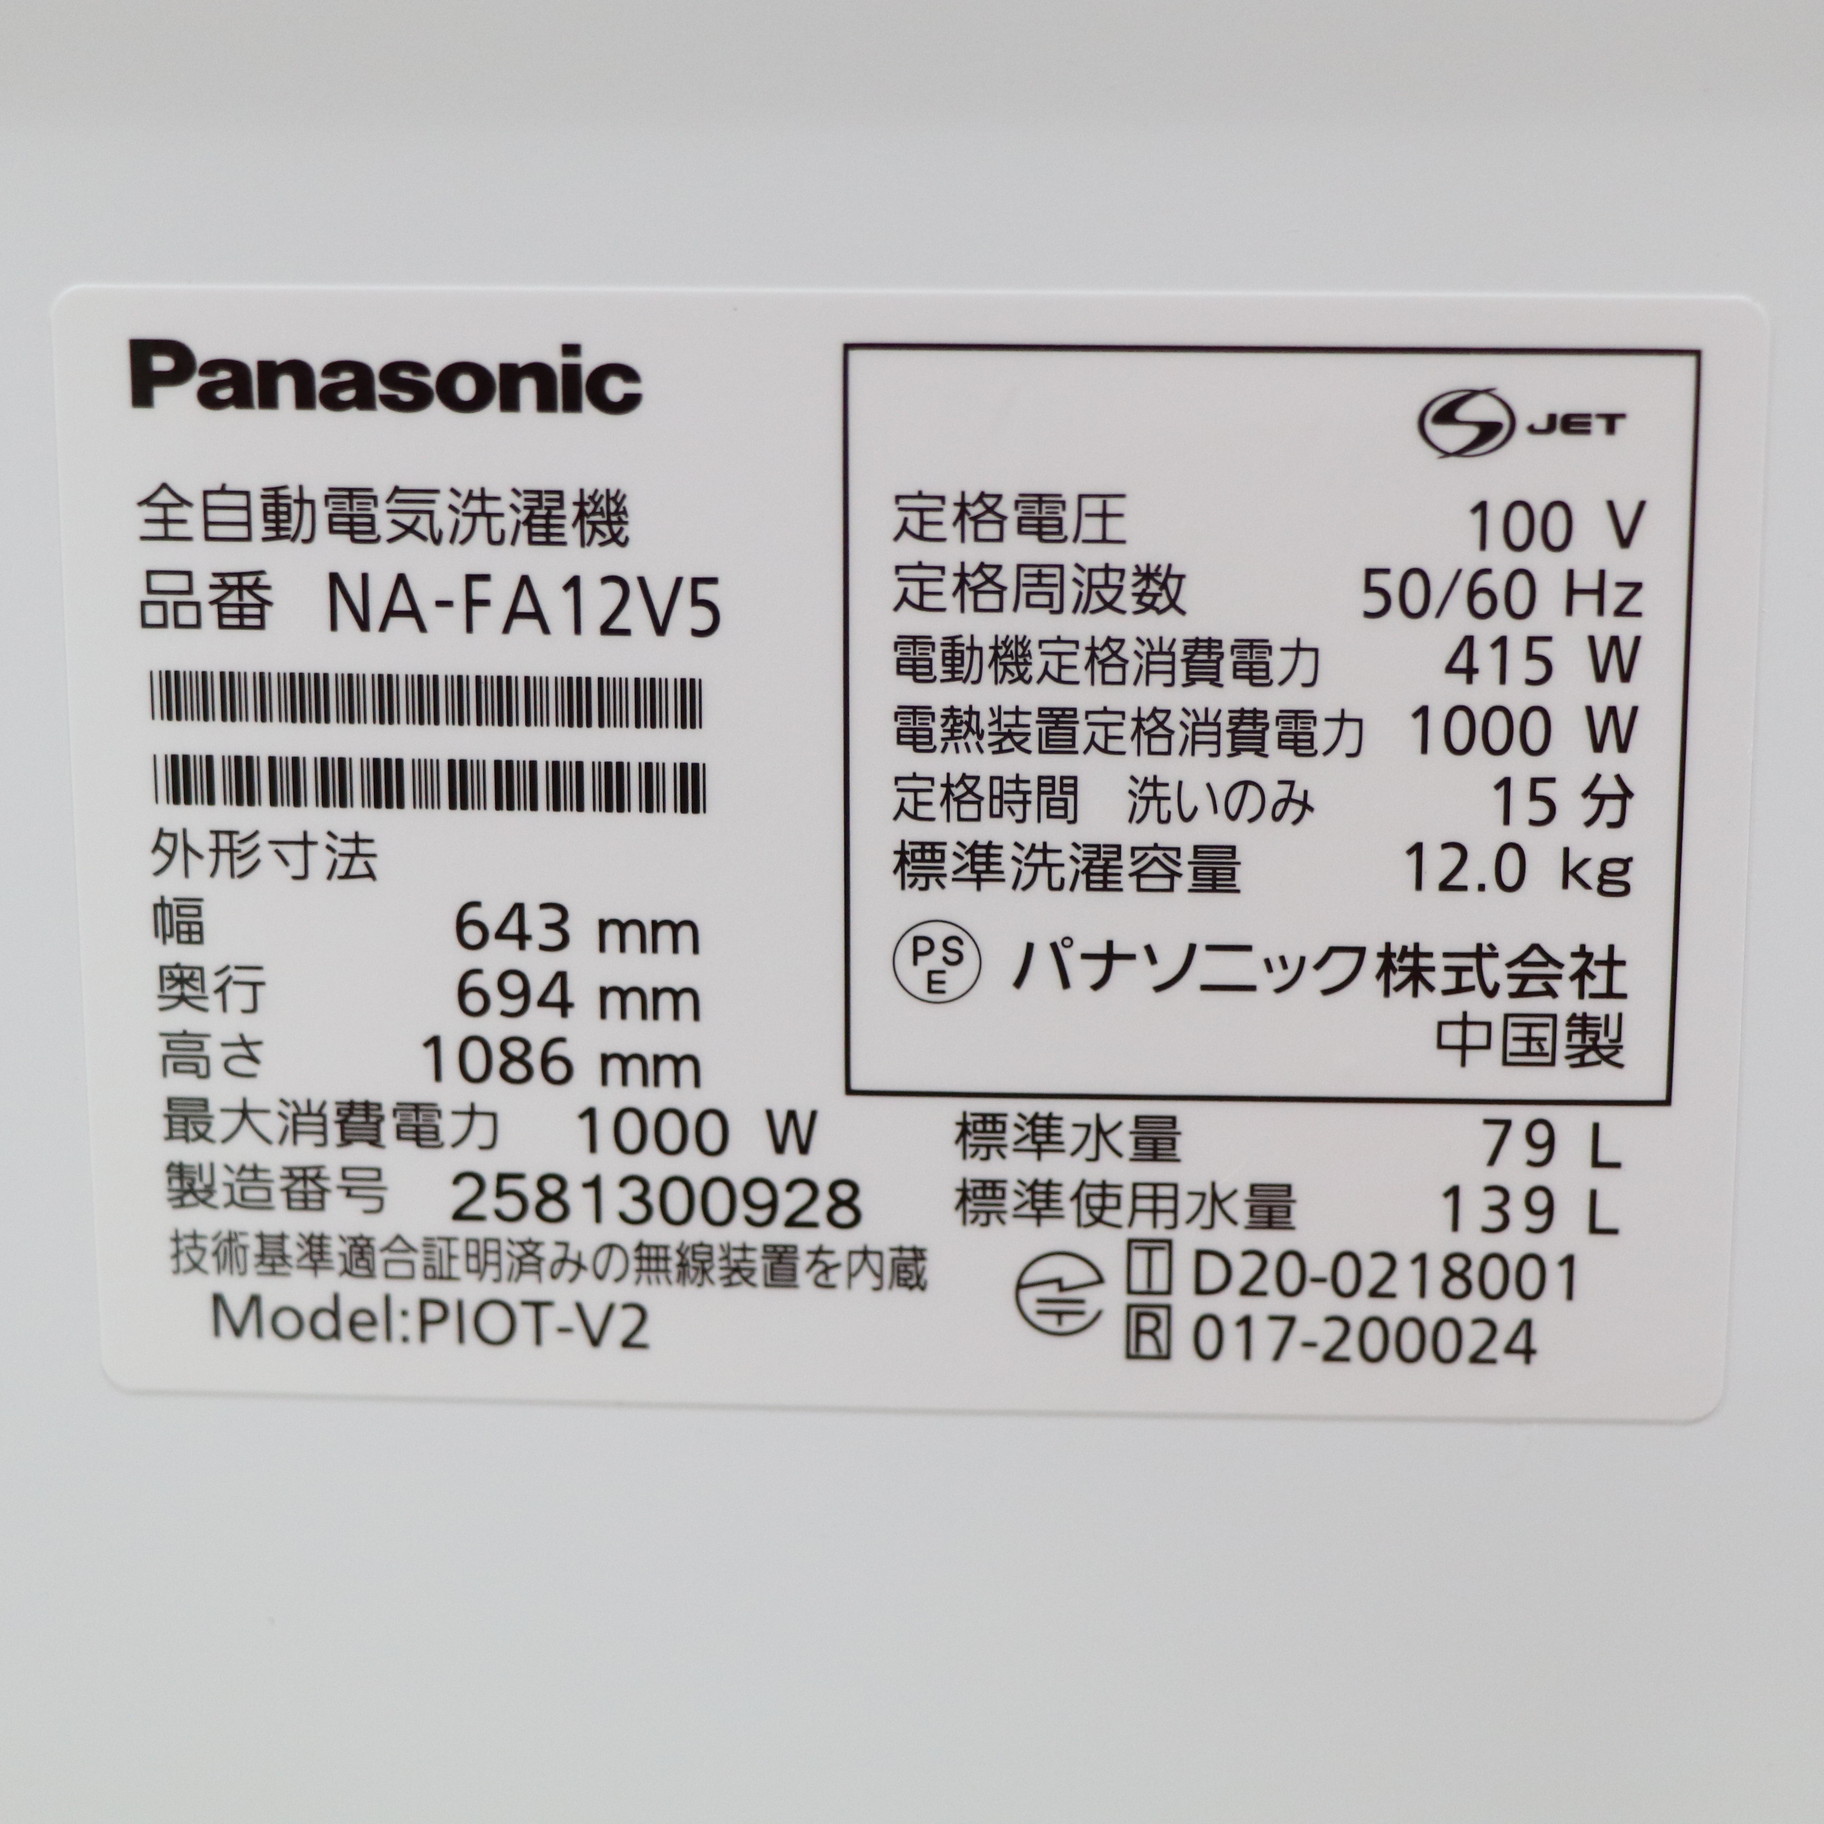 Panasonic
全自動電気洗濯機
品番 NA-FA12V5
外形寸法
幅 643 mm
奥行 694 mm
高さ 1086 mm
最大消費電力 1000 W
製造番号 2581300928
技術基準適合証明済みの無線装置を内蔵
Model:PIOT-V2
S JET
定格電圧 100 V
定格周波数 50/60 Hz
電動機定格消費電力 415 W
電熱装置定格消費電力 1000 W
定格時間 洗いのみ 15 分
標準洗濯容量 12.0 kg
PSE パナソニック株式会社
中国製
標準水量 79 L
標準使用水量 139 L
T D20-0218001
R 017-200024